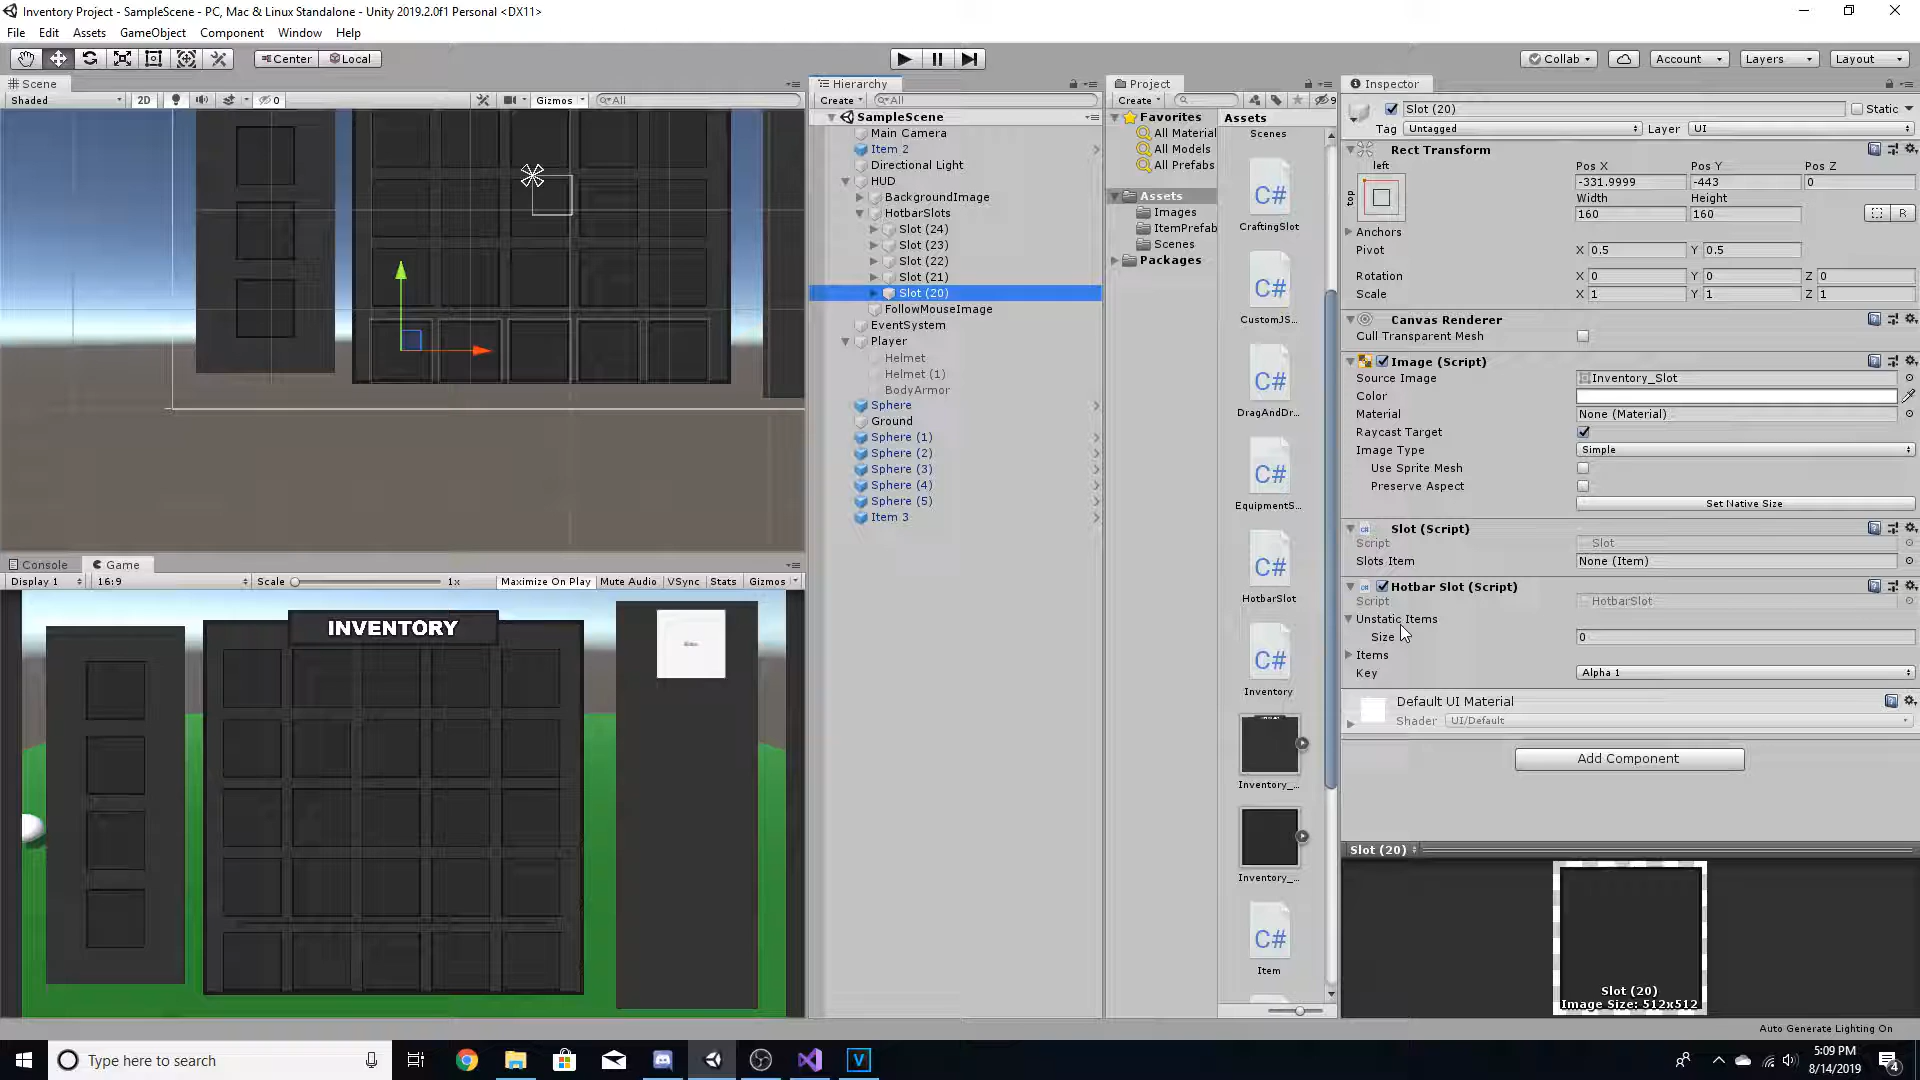 Inventory Project - SampleScene - PC, Mac & Linux Standalone - Unity 2019.2.0f1 Personal <DX11>
File Edit Assets GameObject Component Window Help
Center Local
Collab Account Layers Layout
Scene
Shaded 2D 0 Gizmos All
Hierarchy
Create All
SampleScene
Main Camera
Item 2
Directional Light
HUD
BackgroundImage
HotbarSlots
Slot (24)
Slot (23)
Slot (22)
Slot (21)
Slot (20)
FollowMouseImage
EventSystem
Player
Helmet
Helmet (1)
BodyArmor
Sphere
Ground
Sphere (1)
Sphere (2)
Sphere (3)
Sphere (4)
Sphere (5)
Item 3
Project
Create 9
Favorites
All Material
All Models
All Prefabs
Assets
Images
ItemPrefab
Scenes
Packages
Assets
Scenes
C#
CraftingSlot
C#
CustomJS...
C#
DragAndDr...
C#
EquipmentS...
C#
HotbarSlot
C#
Inventory
Inventory_...
Inventory_...
C#
Item
Inspector
Slot (20) Static
Tag Untagged Layer UI
Rect Transform
left
top
Pos X Pos Y Pos Z
-331.9999 -443 0
Width Height
160 160 R
Anchors
Pivot X 0.5 Y 0.5
Rotation X 0 Y 0 Z 0
Scale X 1 Y 1 Z 1
Canvas Renderer
Cull Transparent Mesh
Image (Script)
Source Image Inventory_Slot
Color
Material None (Material)
Raycast Target
Image Type Simple
Use Sprite Mesh
Preserve Aspect
Set Native Size
Slot (Script)
Script Slot
Slots Item None (Item)
Hotbar Slot (Script)
Script HotbarSlot
Unstatic Items
Size 0
Items
Key Alpha 1
Default UI Material
Shader UI/Default
Add Component
Slot (20)
Slot (20)
Image Size: 512x512
Console Game
Display 1 16:9 Scale 1x Maximize On Play Mute Audio VSync Stats Gizmos
INVENTORY
Auto Generate Lighting On
Type here to search
5:09 PM
8/14/2019
4